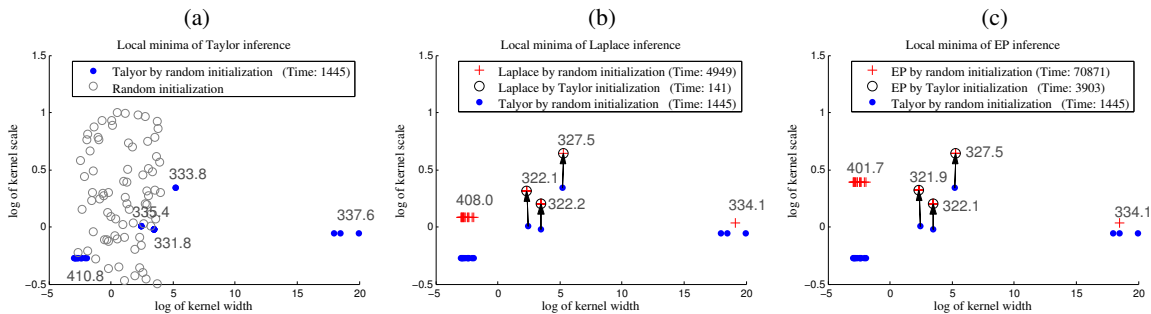 (a)
Local minima of Taylor inference
1.5
1
0.5
0
−0.5
−5
0
5
10
15
20
log of kernel scale
log of kernel width
Talyor by random initialization (Time: 1445)
Random initialization
333.8
335.4
331.8
337.6
410.8
(b)
Local minima of Laplace inference
1.5
1
0.5
0
−0.5
−5
0
5
10
15
20
log of kernel scale
log of kernel width
Laplace by random initialization (Time: 4949)
Laplace by Taylor initialization (Time: 141)
Talyor by random initialization (Time: 1445)
327.5
322.1
408.0
322.2
334.1
(c)
Local minima of EP inference
1.5
1
0.5
0
−0.5
−5
0
5
10
15
20
log of kernel scale
log of kernel width
EP by random initialization (Time: 70871)
EP by Taylor initialization (Time: 3903)
Talyor by random initialization (Time: 1445)
327.5
401.7
321.9
322.1
334.1